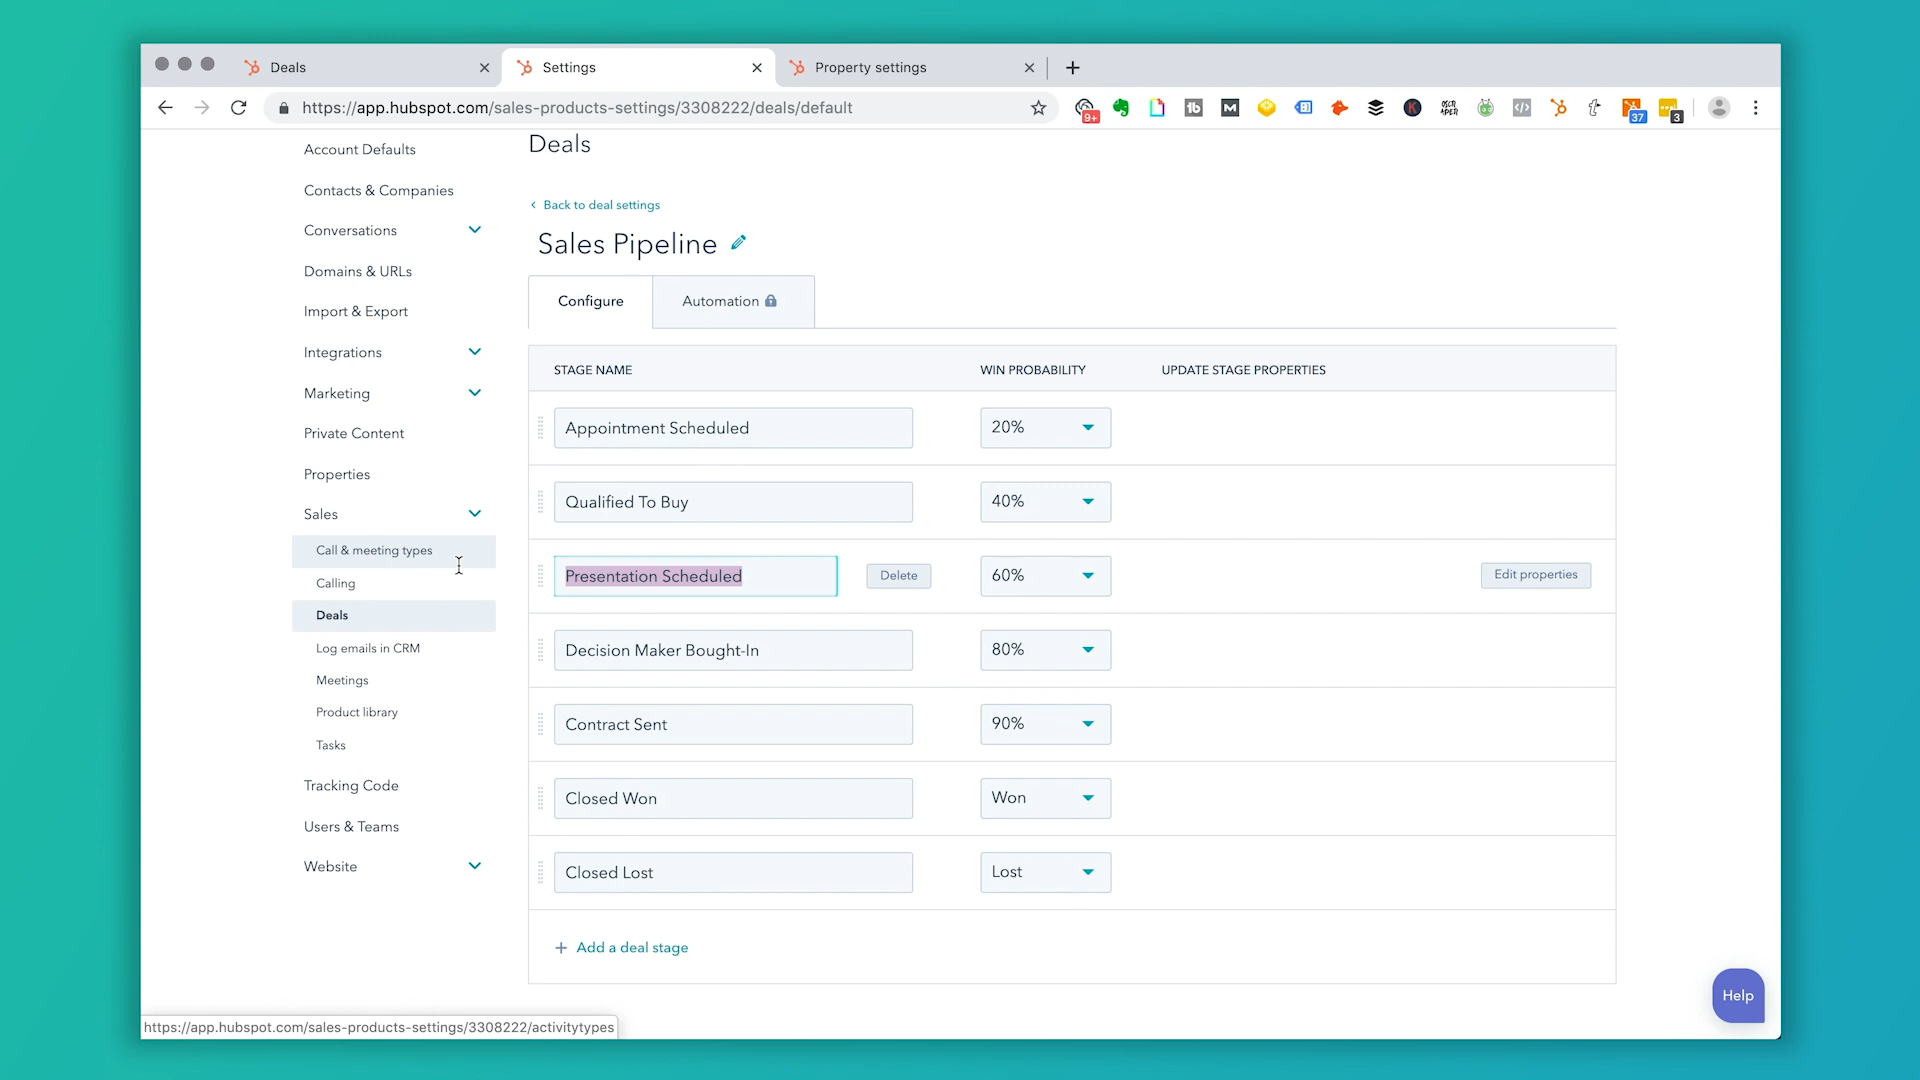 Deals
Settings
Property settings
https://app.hubspot.com/sales-products-settings/3308222/deals/default
9+
37
3
Account Defaults
Contacts & Companies
Conversations
Domains & URLs
Import & Export
Integrations
Marketing
Private Content
Properties
Sales
Call & meeting types
Calling
Deals
Log emails in CRM
Meetings
Product library
Tasks
Tracking Code
Users & Teams
Website
Deals
Back to deal settings
Sales Pipeline
Configure
Automation
STAGE NAME WIN PROBABILITY UPDATE STAGE PROPERTIES
Appointment Scheduled 20%
Qualified To Buy 40%
Presentation Scheduled Delete 60% Edit properties
Decision Maker Bought-In 80%
Contract Sent 90%
Closed Won Won
Closed Lost Lost
+ Add a deal stage
Help
https://app.hubspot.com/sales-products-settings/3308222/activitytypes